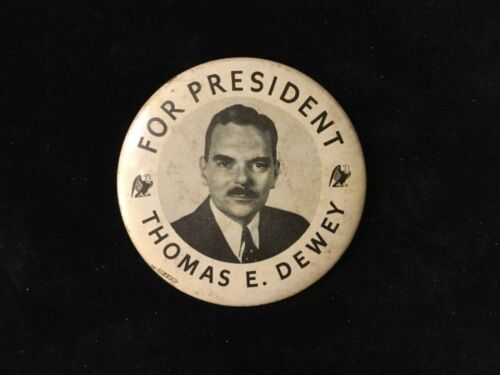 FOR PRESIDENT
THOMAS E. DEWEY